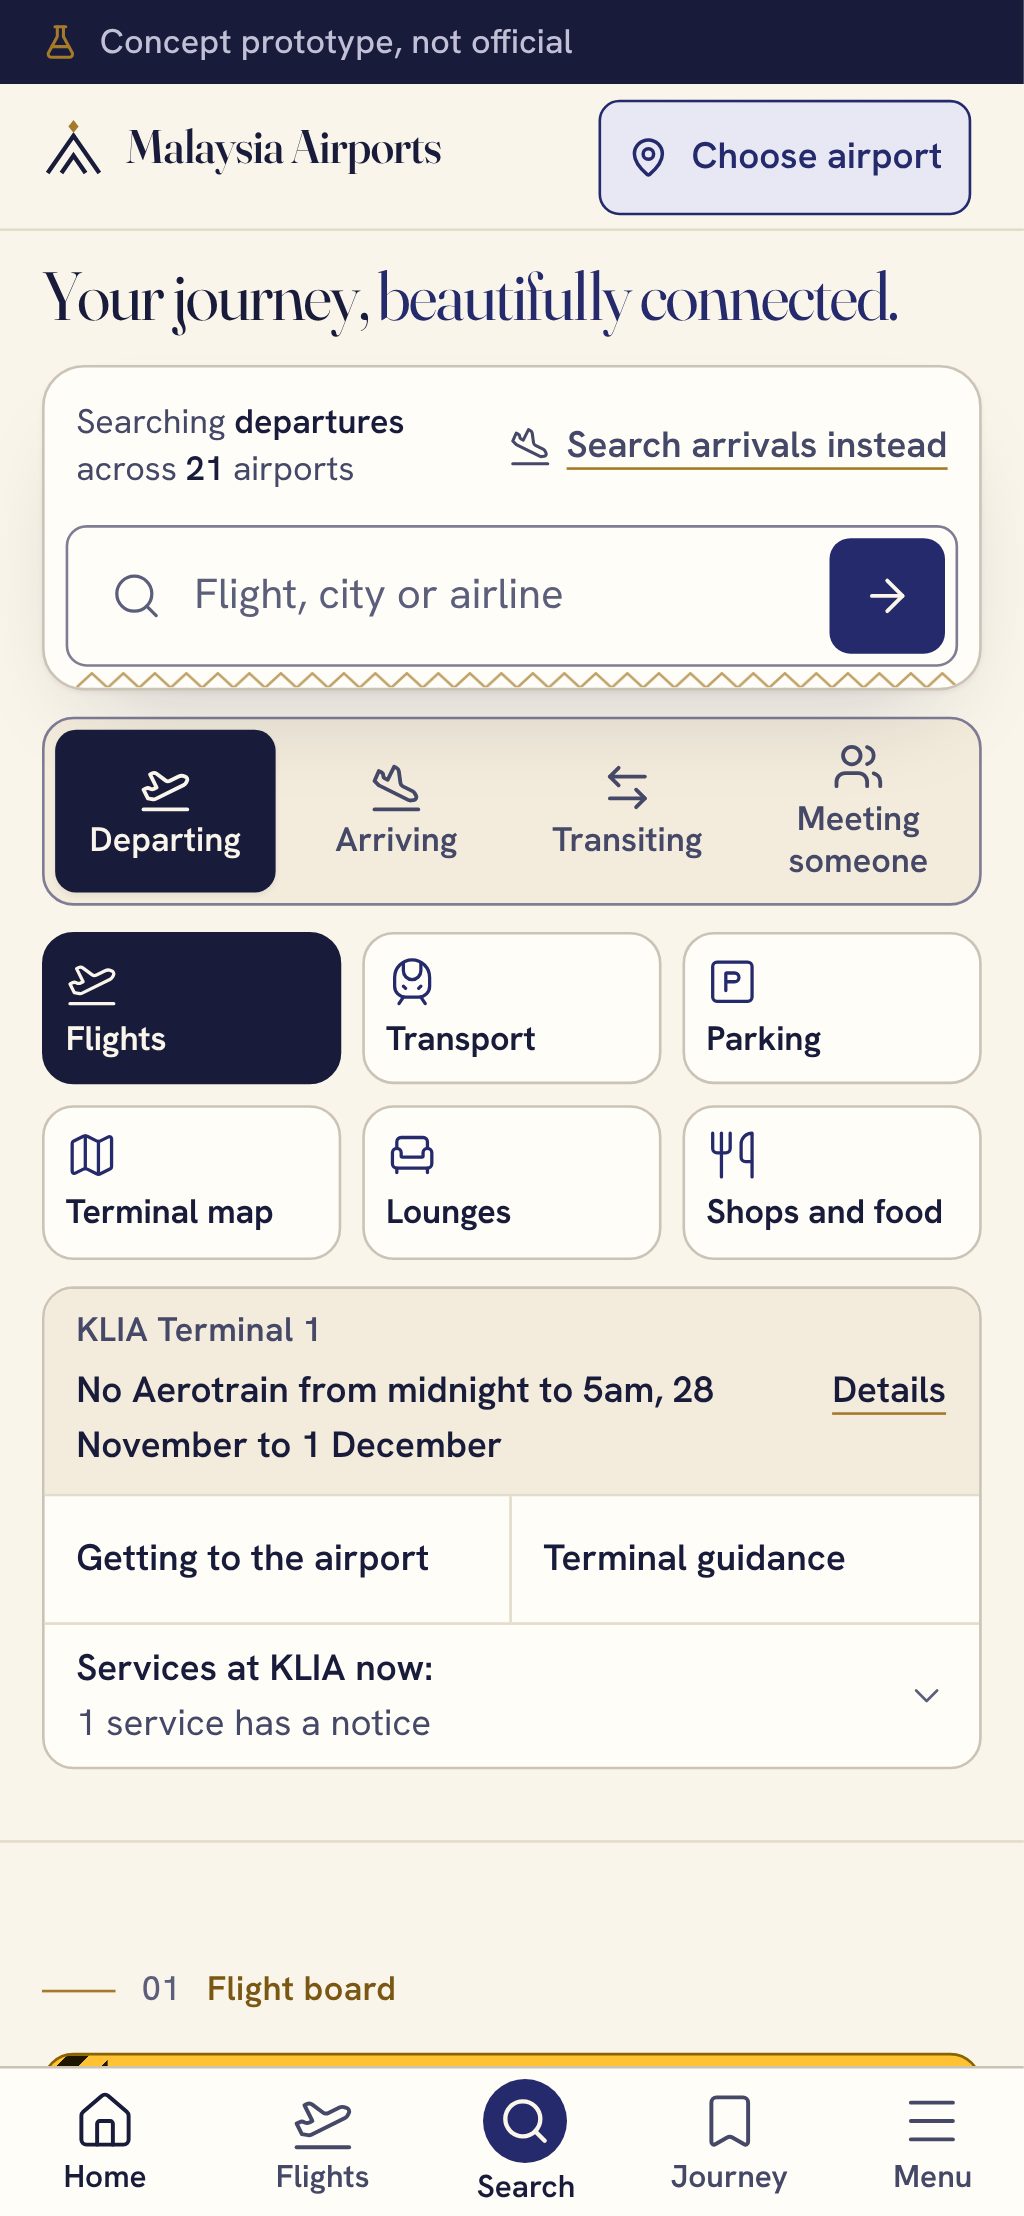 Concept prototype, not official
Malaysia Airports
Choose airport
Your journey, beautifully connected.
Searching departures
across 21 airports
Search arrivals instead
Flight, city or airline
Departing
Arriving
Transiting
Meeting
someone
Flights
Transport
P
Parking
Terminal map
Lounges
Shops and food
KLIA Terminal 1
No Aerotrain from midnight to 5am, 28
November to 1 December
Details
Getting to the airport
Terminal guidance
Services at KLIA now:
1 service has a notice
01 Flight board
Home
Flights
Search
Journey
Menu